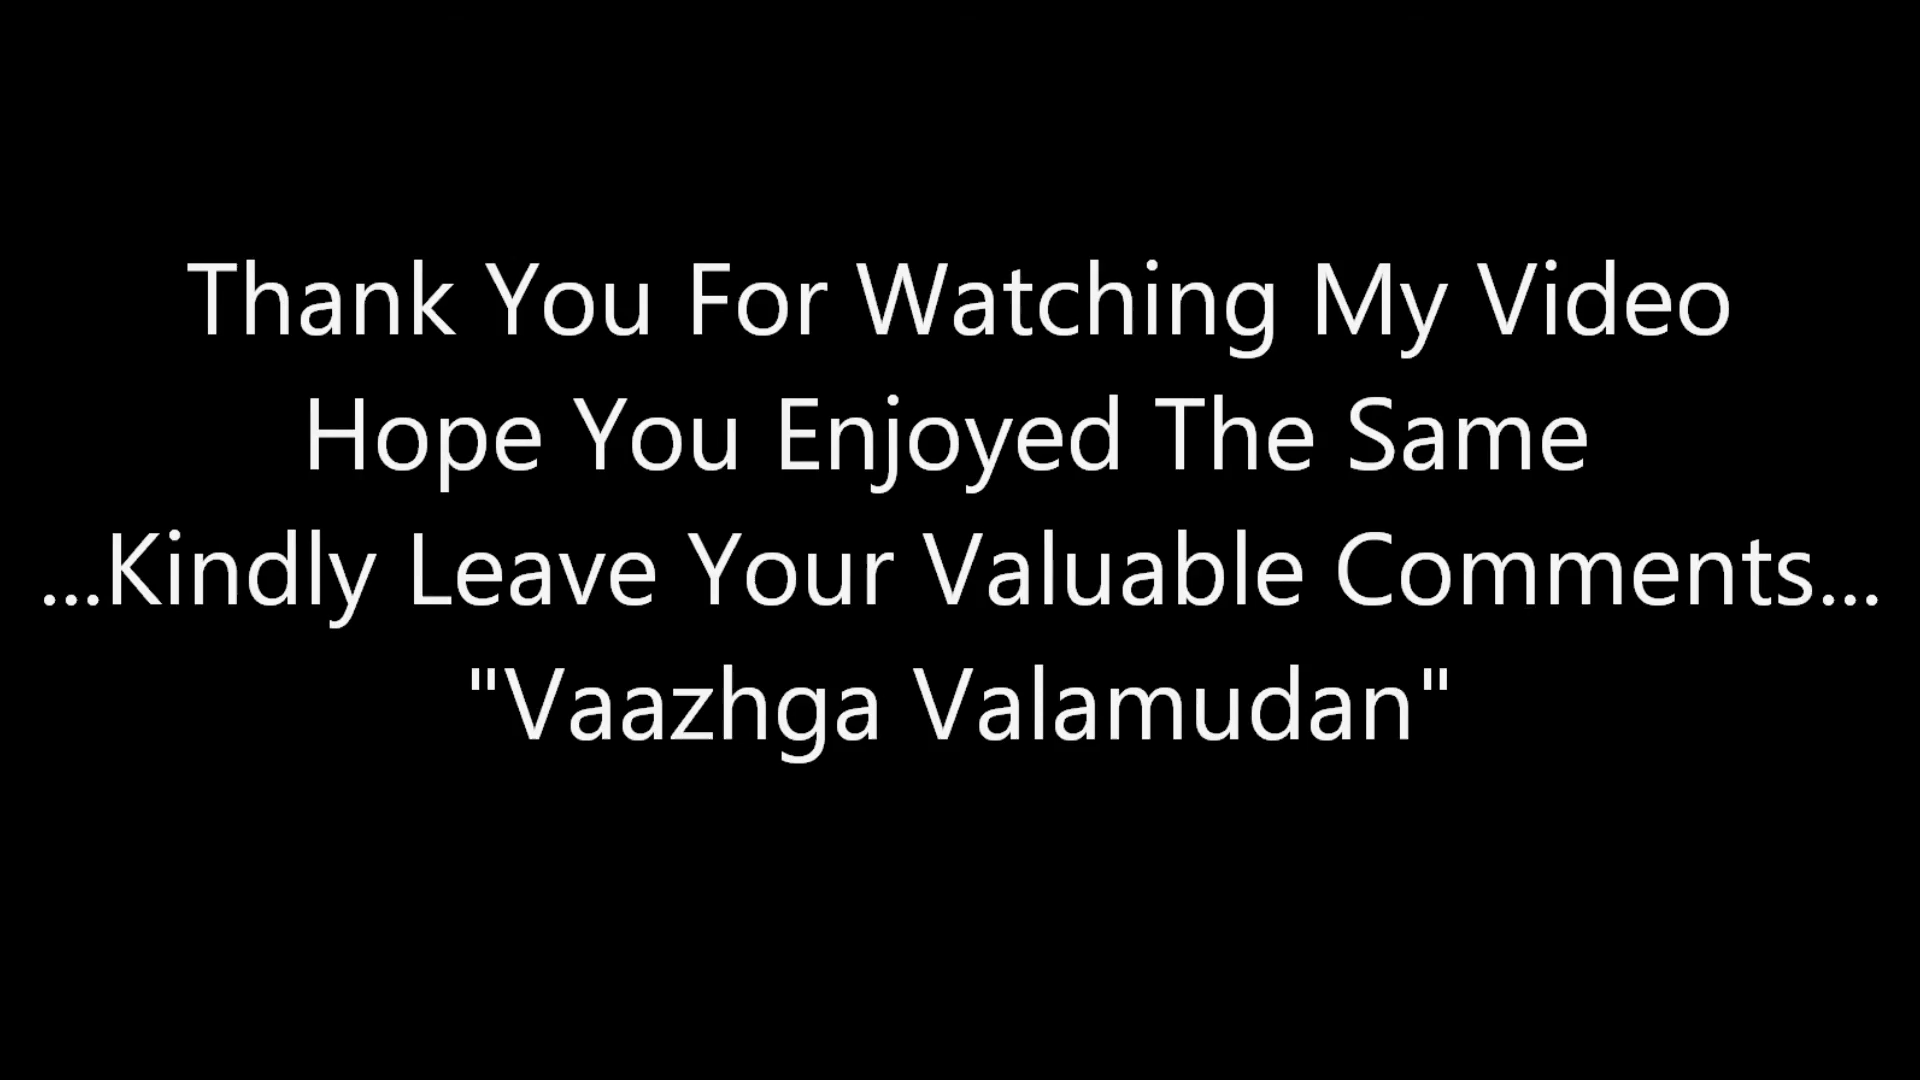 Thank You For Watching My Video
Hope You Enjoyed The Same
...Kindly Leave Your Valuable Comments...
"Vaazhga Valamudan"